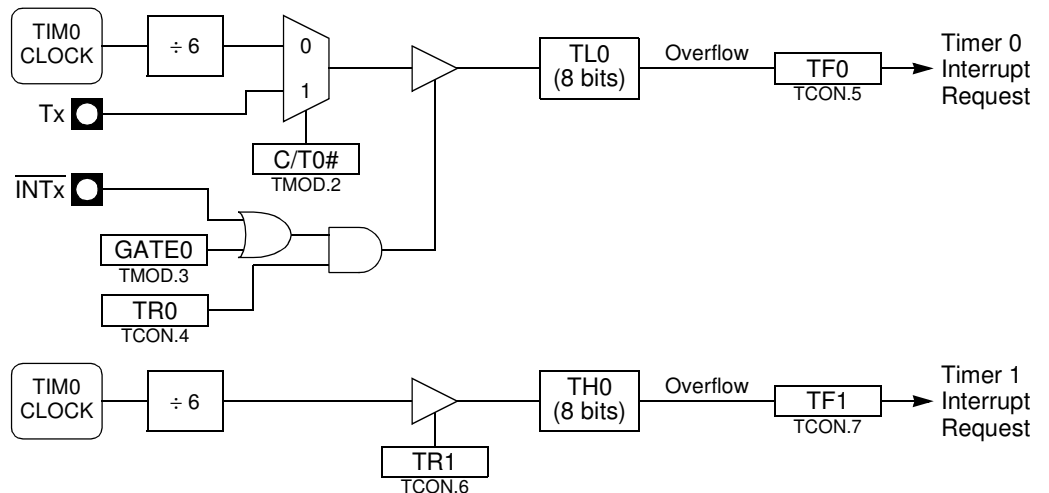 TIM0
CLOCK
÷ 6
0
1
Tx
C/T0#
TMOD.2
TL0
(8 bits)
Overflow
TF0
TCON.5
Timer 0
Interrupt
Request
INTx
GATE0
TMOD.3
TR0
TCON.4
TIM0
CLOCK
÷ 6
TR1
TCON.6
TH0
(8 bits)
Overflow
TF1
TCON.7
Timer 1
Interrupt
Request